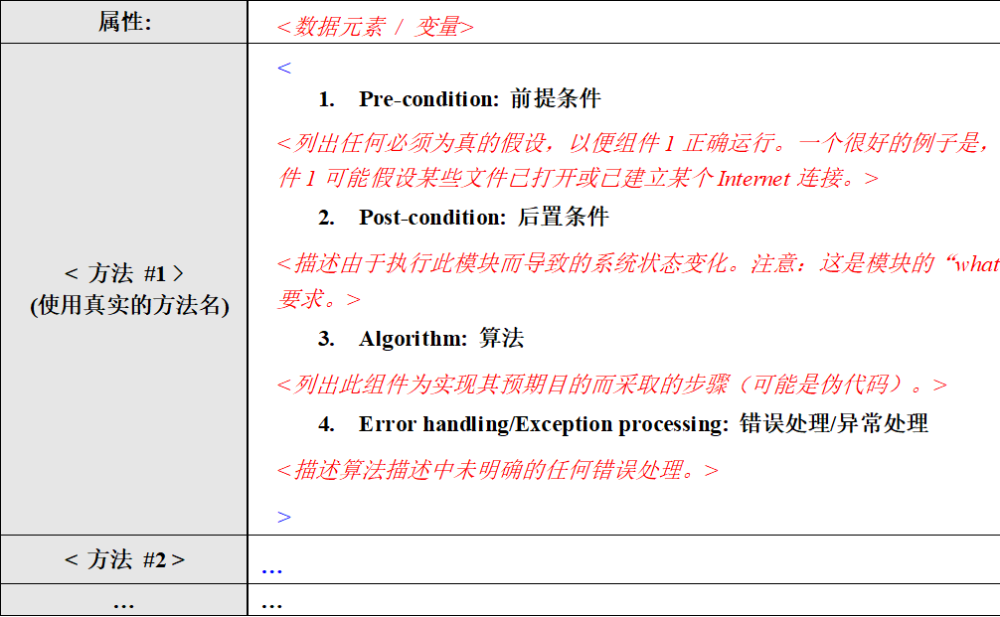 属性: <数据元素 / 变量>
<
1. Pre-condition: 前提条件
<列出任何必须为真的假设，以便组件 1 正确运行。一个很好的例子是，
件 1 可能假设某些文件已打开或已建立某个 Internet 连接。>
2. Post-condition: 后置条件
<描述由于执行此模块而导致的系统状态变化。注意：这是模块的“what
要求。>
< 方法 #1 >
(使用真实的方法名)
3. Algorithm: 算法
<列出此组件为实现其预期目的而采取的步骤（可能是伪代码）。>
4. Error handling/Exception processing: 错误处理/异常处理
<描述算法描述中未明确的任何错误处理。>
>
< 方法 #2 > …
… …